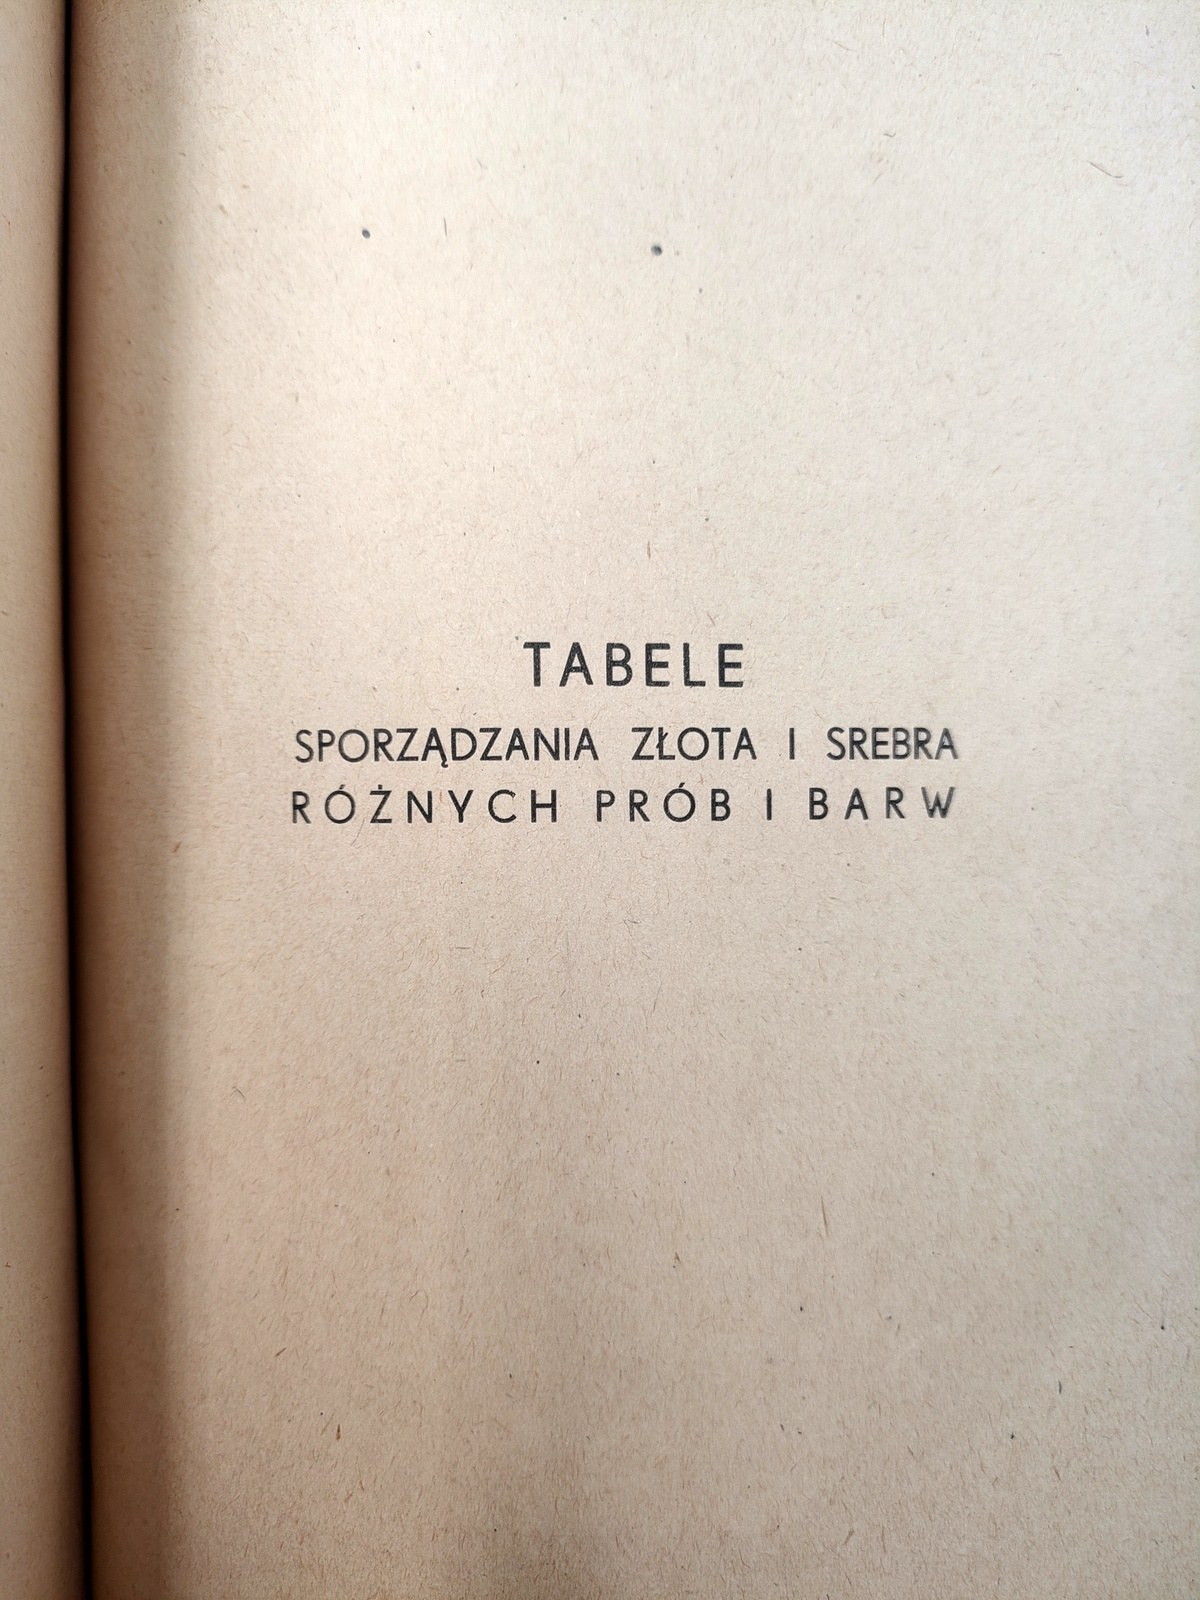 TABELE
SPORZĄDZANIA ZŁOTA I SREBRA
RÓŻNYCH PRÓB I BARW